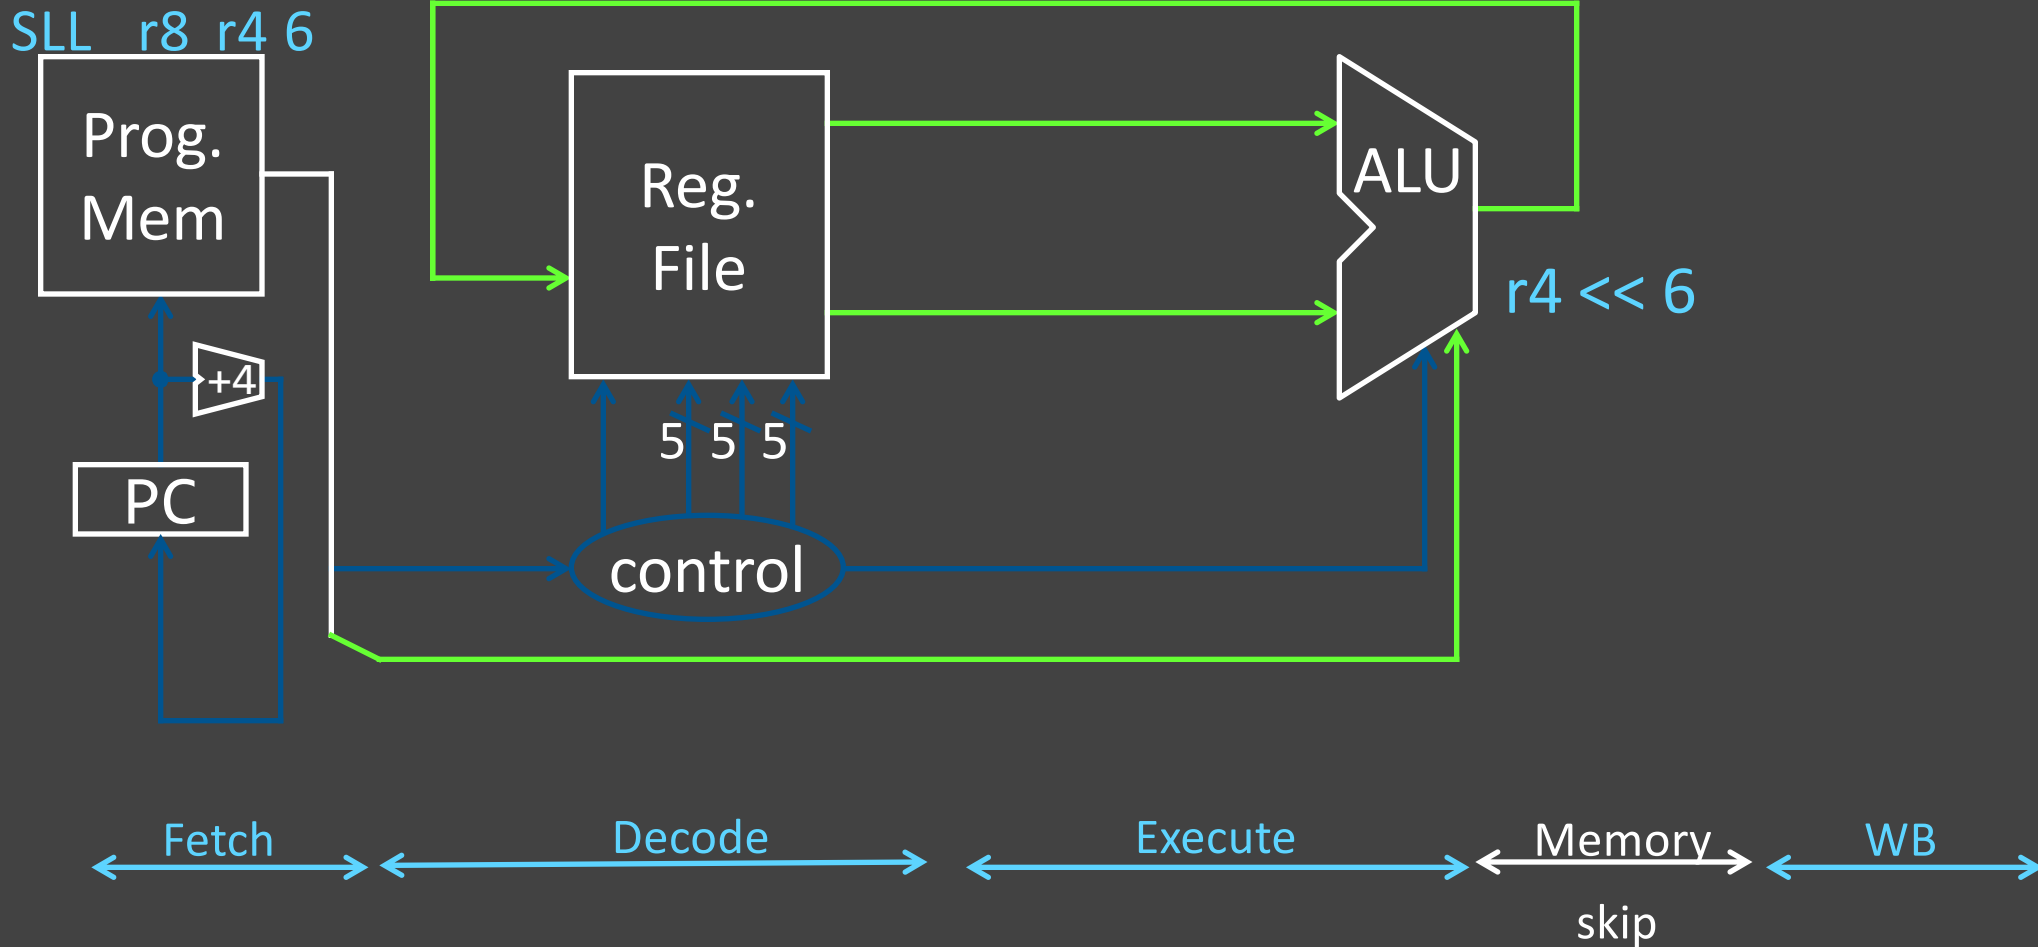 SLL r8 r4 6
Prog.
Mem
Reg.
File
ALU
r4 << 6
+4
5 5 5
PC
control
Fetch
Decode
Execute
Memory
WB
skip